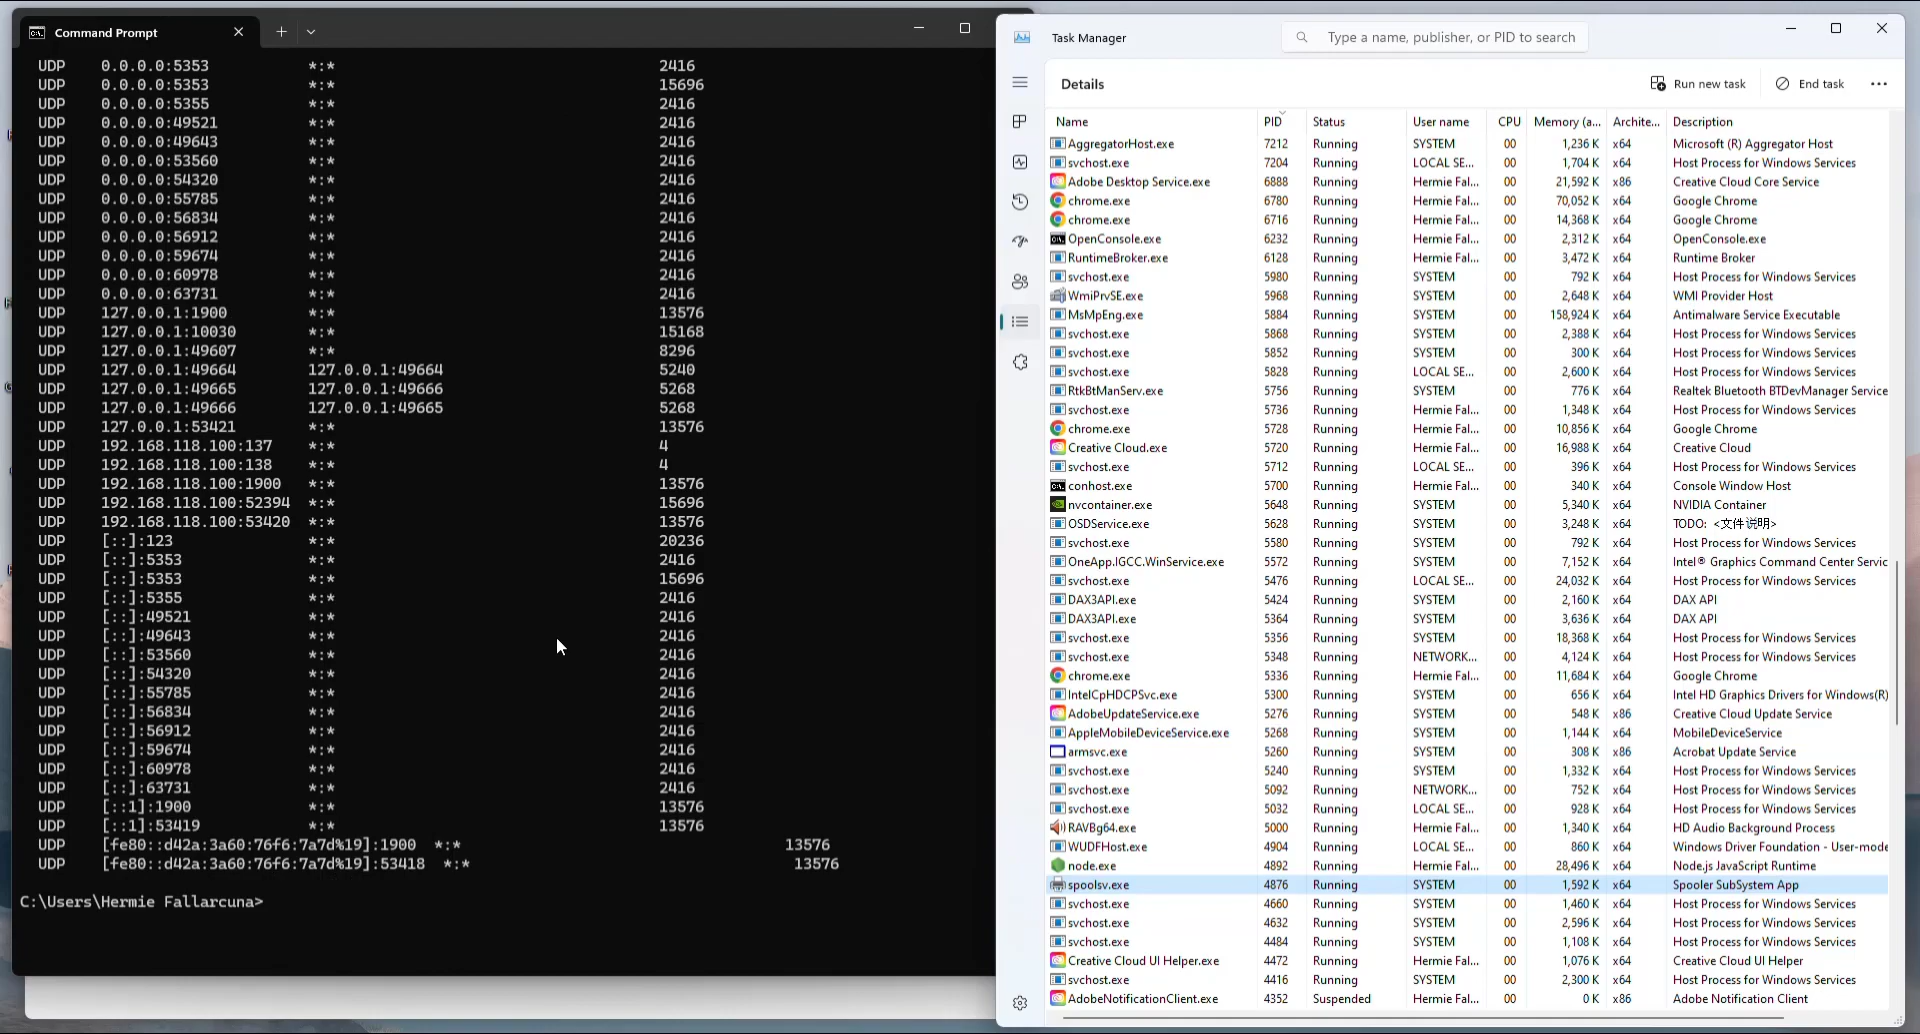 Command Prompt
UDP 0.0.0.0:5353 *:* 2416
UDP 0.0.0.0:5353 *:* 15696
UDP 0.0.0.0:5355 *:* 2416
UDP 0.0.0.0:49521 *:* 2416
UDP 0.0.0.0:49643 *:* 2416
UDP 0.0.0.0:53560 *:* 2416
UDP 0.0.0.0:54320 *:* 2416
UDP 0.0.0.0:55785 *:* 2416
UDP 0.0.0.0:56834 *:* 2416
UDP 0.0.0.0:56912 *:* 2416
UDP 0.0.0.0:59674 *:* 2416
UDP 0.0.0.0:60978 *:* 2416
UDP 0.0.0.0:63731 *:* 2416
UDP 127.0.0.1:1900 *:* 13576
UDP 127.0.0.1:10030 *:* 15168
UDP 127.0.0.1:49607 *:* 8296
UDP 127.0.0.1:49664 127.0.0.1:49664 5240
UDP 127.0.0.1:49665 127.0.0.1:49666 5268
UDP 127.0.0.1:49666 127.0.0.1:49665 5268
UDP 127.0.0.1:53421 *:* 13576
UDP 192.168.118.100:137 *:* 4
UDP 192.168.118.100:138 *:* 4
UDP 192.168.118.100:1900 *:* 13576
UDP 192.168.118.100:52394 *:* 15696
UDP 192.168.118.100:53420 *:* 13576
UDP [::]:123 *:* 20236
UDP [::]:5353 *:* 2416
UDP [::]:5353 *:* 15696
UDP [::]:5355 *:* 2416
UDP [::]:49521 *:* 2416
UDP [::]:49643 *:* 2416
UDP [::]:53560 *:* 2416
UDP [::]:54320 *:* 2416
UDP [::]:55785 *:* 2416
UDP [::]:56834 *:* 2416
UDP [::]:56912 *:* 2416
UDP [::]:59674 *:* 2416
UDP [::]:60978 *:* 2416
UDP [::]:63731 *:* 2416
UDP [::1]:1900 *:* 13576
UDP [::1]:53419 *:* 13576
UDP [fe80::d42a:3a60:76f6:7a7d%19]:1900 *:* 13576
UDP [fe80::d42a:3a60:76f6:7a7d%19]:53418 *:* 13576
C:\Users\Hermie Fallarcuna>
Task Manager
Type a name, publisher, or PID to search
Details Run new task End task
Name PID Status User name CPU Memory (a... Archite... Description
AggregatorHost.exe 7212 Running SYSTEM 00 1,236 K x64 Microsoft (R) Aggregator Host
svchost.exe 7204 Running LOCAL SE... 00 1,704 K x64 Host Process for Windows Services
Adobe Desktop Service.exe 6888 Running Hermie Fal... 00 21,592 K x86 Creative Cloud Core Service
chrome.exe 6780 Running Hermie Fal... 00 70,052 K x64 Google Chrome
chrome.exe 6716 Running Hermie Fal... 00 14,368 K x64 Google Chrome
OpenConsole.exe 6232 Running Hermie Fal... 00 2,312 K x64 OpenConsole.exe
RuntimeBroker.exe 6128 Running Hermie Fal... 00 3,472 K x64 Runtime Broker
svchost.exe 5980 Running SYSTEM 00 792 K x64 Host Process for Windows Services
WmiPrvSE.exe 5968 Running SYSTEM 00 2,648 K x64 WMI Provider Host
MsMpEng.exe 5884 Running SYSTEM 00 158,924 K x64 Antimalware Service Executable
svchost.exe 5868 Running SYSTEM 00 2,388 K x64 Host Process for Windows Services
svchost.exe 5852 Running SYSTEM 00 300 K x64 Host Process for Windows Services
svchost.exe 5828 Running LOCAL SE... 00 2,600 K x64 Host Process for Windows Services
RtkBtManServ.exe 5756 Running SYSTEM 00 776 K x64 Realtek Bluetooth BTDevManager Service
svchost.exe 5736 Running Hermie Fal... 00 1,348 K x64 Host Process for Windows Services
chrome.exe 5728 Running Hermie Fal... 00 10,856 K x64 Google Chrome
Creative Cloud.exe 5720 Running Hermie Fal... 00 16,988 K x64 Creative Cloud
svchost.exe 5712 Running LOCAL SE... 00 396 K x64 Host Process for Windows Services
conhost.exe 5700 Running Hermie Fal... 00 340 K x64 Console Window Host
nvcontainer.exe 5648 Running SYSTEM 00 5,340 K x64 NVIDIA Container
OSDService.exe 5628 Running SYSTEM 00 3,248 K x64 TODO: <文件说明>
svchost.exe 5580 Running SYSTEM 00 792 K x64 Host Process for Windows Services
OneApp.IGCC.WinService.exe 5572 Running SYSTEM 00 7,152 K x64 Intel® Graphics Command Center Servic
svchost.exe 5476 Running LOCAL SE... 00 24,032 K x64 Host Process for Windows Services
DAX3API.exe 5424 Running SYSTEM 00 2,160 K x64 DAX API
DAX3API.exe 5364 Running SYSTEM 00 3,636 K x64 DAX API
svchost.exe 5356 Running SYSTEM 00 18,368 K x64 Host Process for Windows Services
svchost.exe 5348 Running NETWORK... 00 4,124 K x64 Host Process for Windows Services
chrome.exe 5336 Running Hermie Fal... 00 11,684 K x64 Google Chrome
IntelCpHDCPSvc.exe 5300 Running SYSTEM 00 656 K x64 Intel HD Graphics Drivers for Windows(R)
AdobeUpdateService.exe 5276 Running SYSTEM 00 548 K x86 Creative Cloud Update Service
AppleMobileDeviceService.exe 5268 Running SYSTEM 00 1,144 K x64 MobileDeviceService
armsvc.exe 5260 Running SYSTEM 00 308 K x86 Acrobat Update Service
svchost.exe 5240 Running SYSTEM 00 1,332 K x64 Host Process for Windows Services
svchost.exe 5092 Running NETWORK... 00 752 K x64 Host Process for Windows Services
svchost.exe 5032 Running LOCAL SE... 00 928 K x64 Host Process for Windows Services
RAVBg64.exe 5000 Running Hermie Fal... 00 1,340 K x64 HD Audio Background Process
WUDFHost.exe 4904 Running LOCAL SE... 00 860 K x64 Windows Driver Foundation - User-mode
node.exe 4892 Running Hermie Fal... 00 28,496 K x64 Node.js JavaScript Runtime
spoolsv.exe 4876 Running SYSTEM 00 1,592 K x64 Spooler SubSystem App
svchost.exe 4660 Running SYSTEM 00 1,460 K x64 Host Process for Windows Services
svchost.exe 4632 Running SYSTEM 00 2,596 K x64 Host Process for Windows Services
svchost.exe 4484 Running SYSTEM 00 1,108 K x64 Host Process for Windows Services
Creative Cloud UI Helper.exe 4472 Running Hermie Fal... 00 1,076 K x64 Creative Cloud UI Helper
svchost.exe 4416 Running SYSTEM 00 2,300 K x64 Host Process for Windows Services
AdobeNotificationClient.exe 4352 Suspended Hermie Fal... 00 0 K x86 Adobe Notification Client